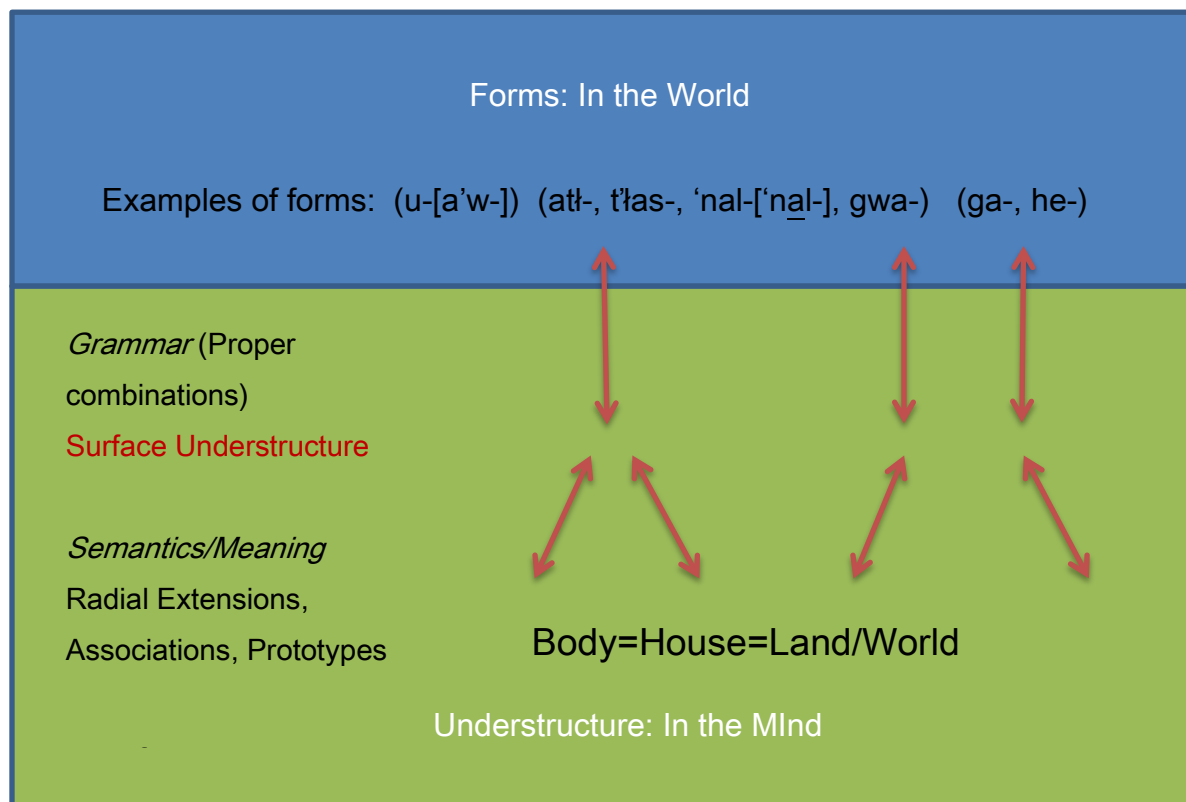 Forms: In the World
Examples of forms: (u-[a’w-]) (atł-, t’łas-, ‘nal-[‘na̲l-], gwa-) (ga-, he-)
Grammar (Proper
combinations)
Surface Understructure
Semantics/Meaning
Radial Extensions,
Associations, Prototypes
Body=House=Land/World
Understructure: In the MInd